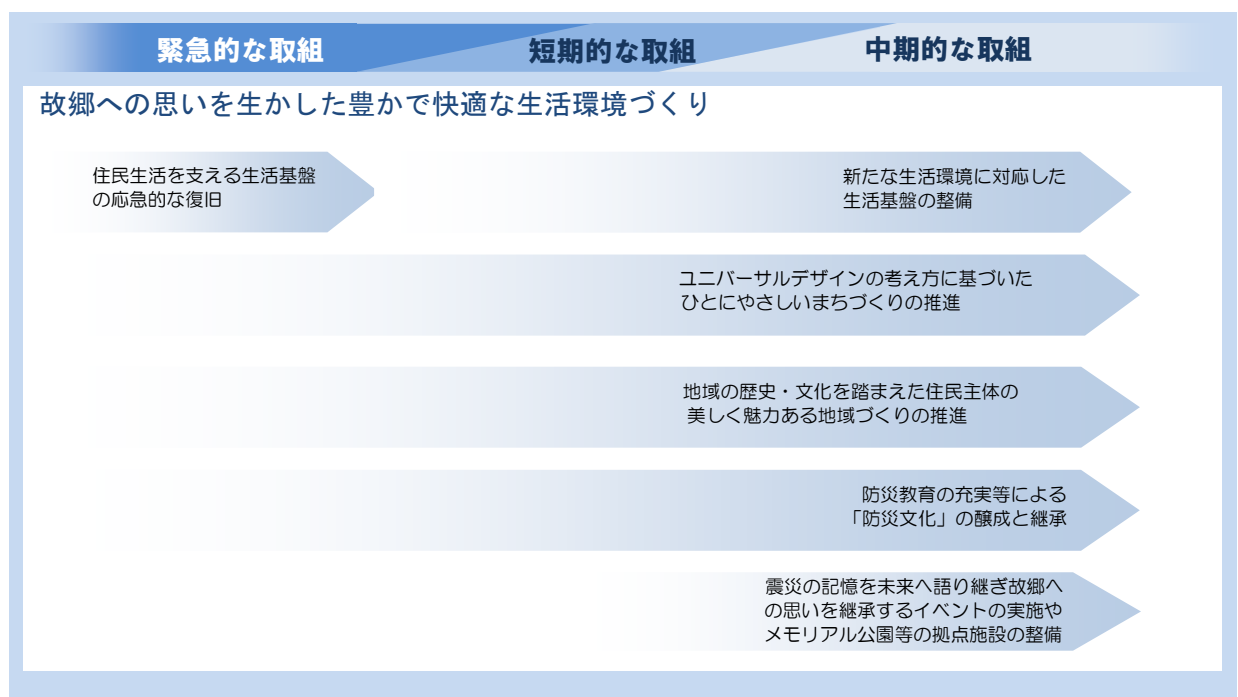 緊急的な取組
短期的な取組
中期的な取組
故郷への思いを生かした豊かで快適な生活環境づくり
住民生活を支える生活基盤
の応急的な復旧
新たな生活環境に対応した
生活基盤の整備
ユニバーサルデザインの考え方に基づいた
ひとにやさしいまちづくりの推進
地域の歴史・文化を踏まえた住民主体の
美しく魅力ある地域づくりの推進
防災教育の充実等による
「防災文化」の醸成と継承
震災の記憶を未来へ語り継ぎ故郷へ
の思いを継承するイベントの実施や
メモリアル公園等の拠点施設の整備